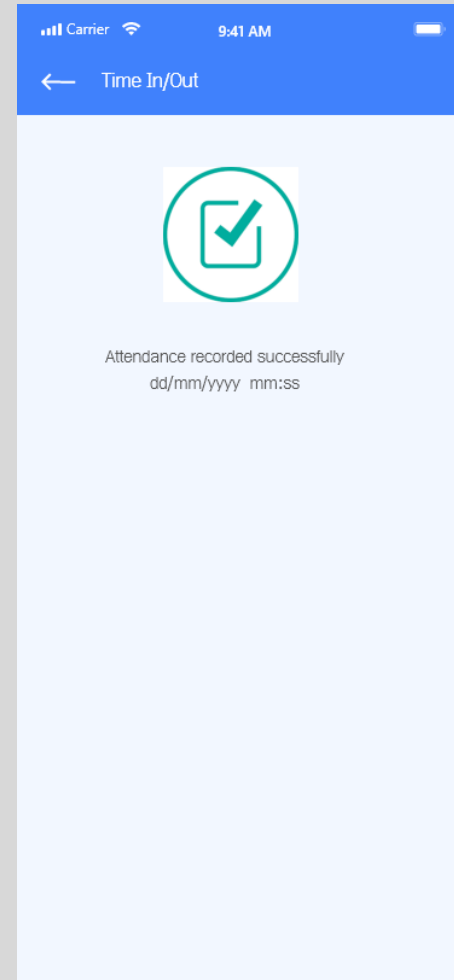 Carrier 9:41 AM
Time In/Out
Attendance recorded successfully
dd/mm/yyyy mm:ss